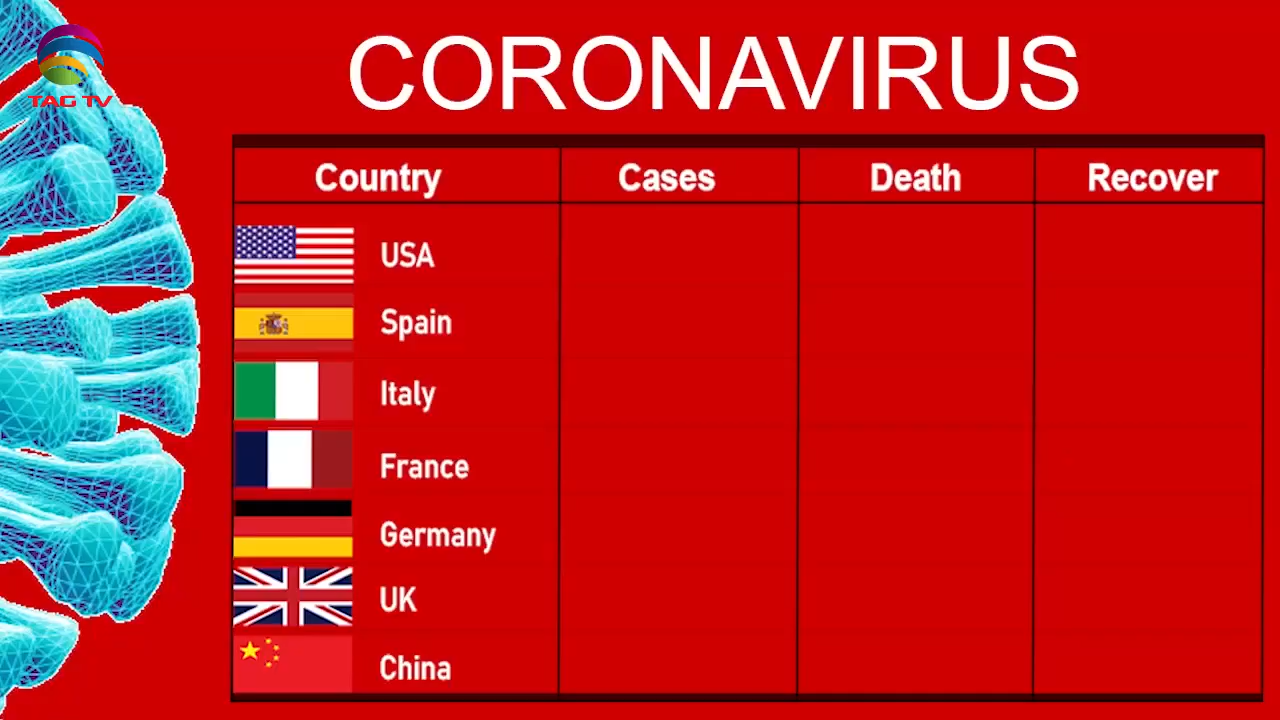 TAG TV
CORONAVIRUS
Country Cases Death Recover
USA
Spain
Italy
France
Germany
UK
China